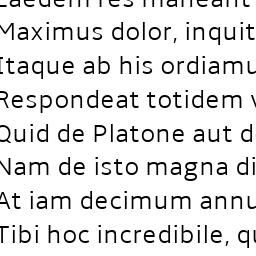 Eaedem res maneant
Maximus dolor, inquit
Itaque ab his ordiamu
Respondeat totidem v
Quid de Platone aut d
Nam de isto magna di
At iam decimum annu
Tibi hoc incredibile, qu